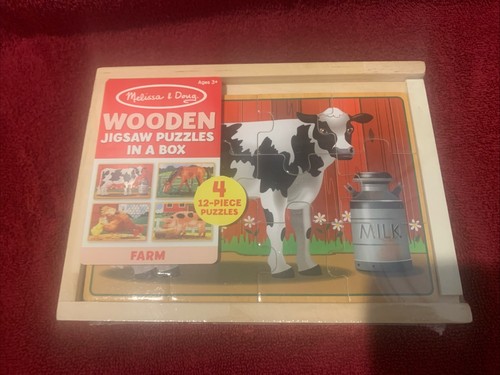 Ages 3+
Melissa & Doug
WOODEN
JIGSAW PUZZLES
IN A BOX
4
12-PIECE
PUZZLES
FARM
MILK